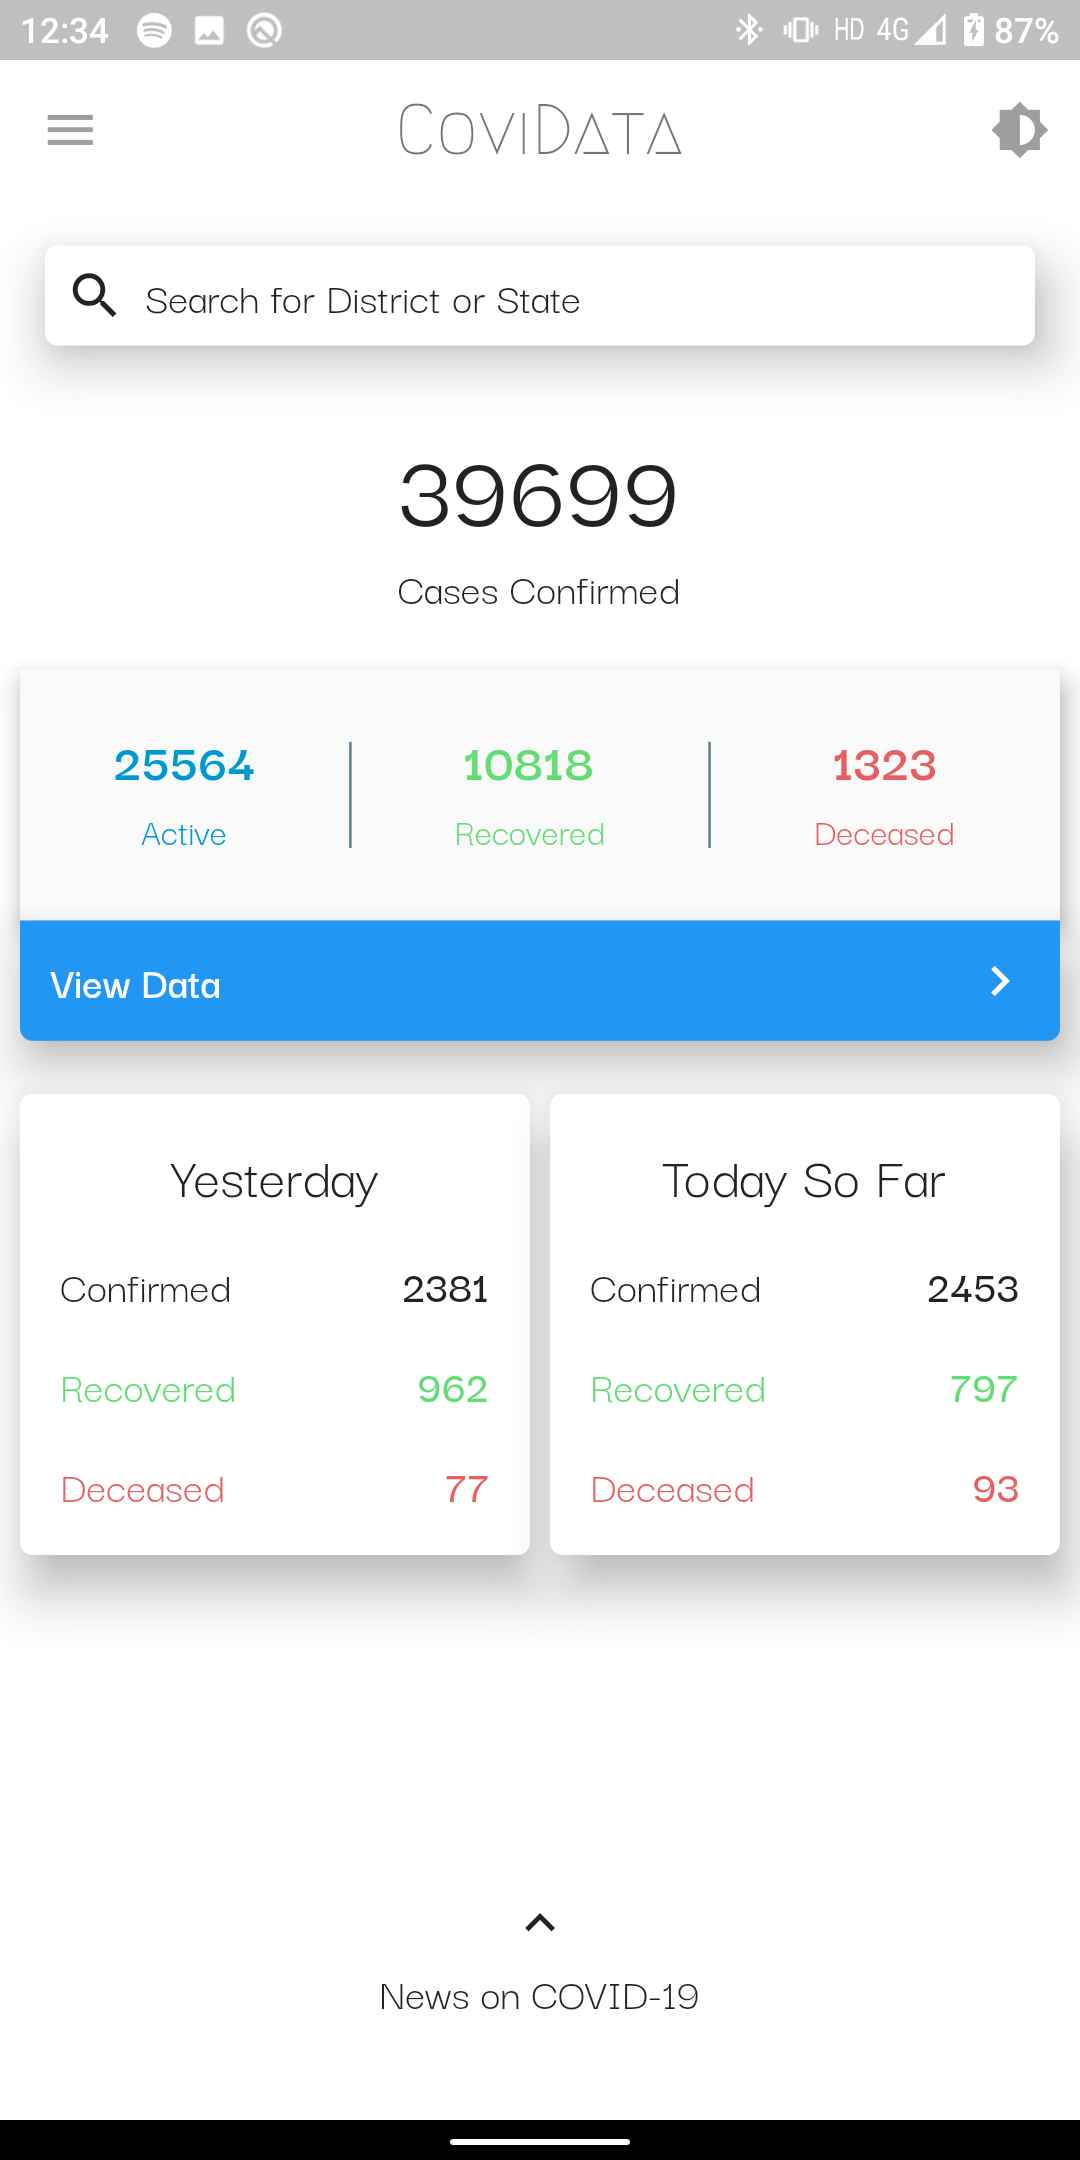 12:34 HD 4G 87%
CoviData
Search for District or State
39699
Cases Confirmed
25564 10818 1323
Active Recovered Deceased
View Data
Yesterday
Confirmed 2381
Recovered 962
Deceased 77
Today So Far
Confirmed 2453
Recovered 797
Deceased 93
News on COVID-19